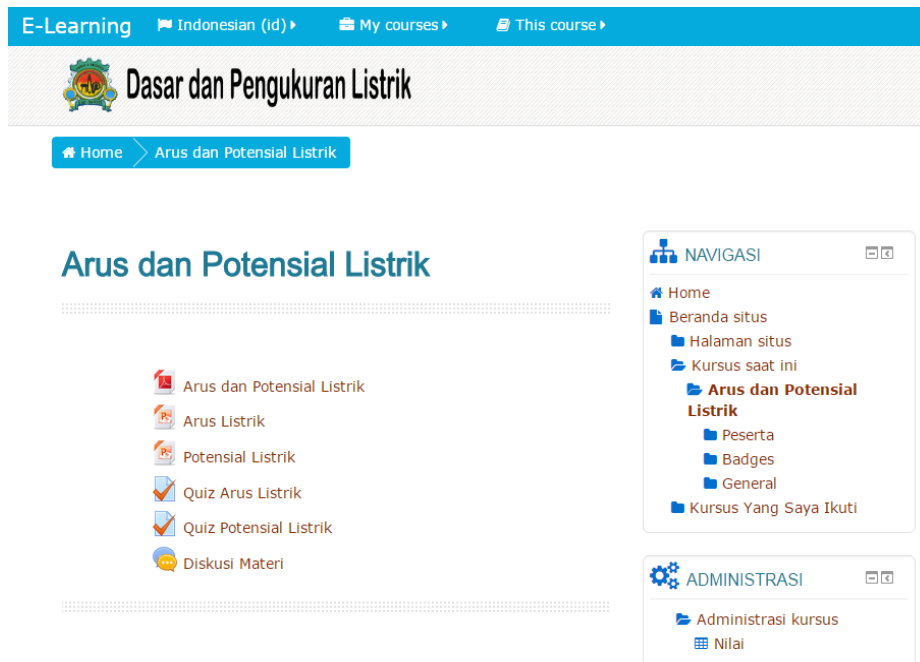 E-Learning Indonesian (id) My courses This course
Dasar dan Pengukuran Listrik
Home Arus dan Potensial Listrik
Arus dan Potensial Listrik
Arus dan Potensial Listrik
Arus Listrik
Potensial Listrik
Quiz Arus Listrik
Quiz Potensial Listrik
Diskusi Materi
NAVIGASI
Home
Beranda situs
Halaman situs
Kursus saat ini
Arus dan Potensial
Listrik
Peserta
Badges
General
Kursus Yang Saya Ikuti
ADMINISTRASI
Administrasi kursus
Nilai